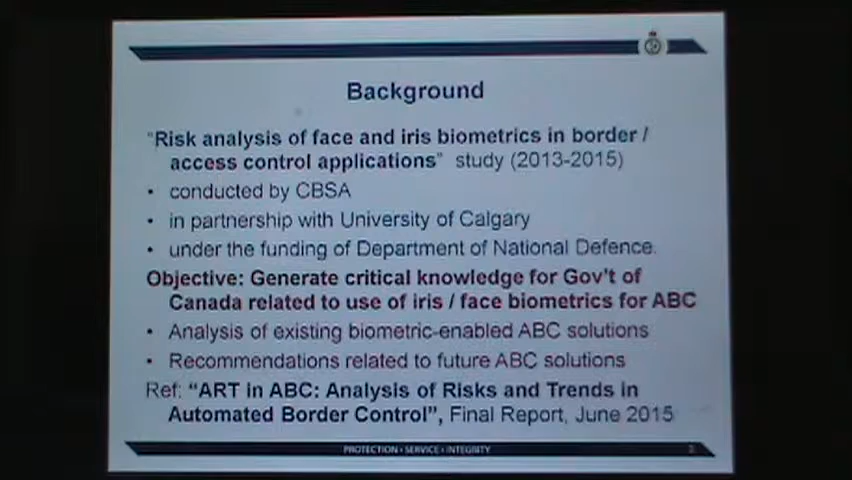 Background
"Risk analysis of face and iris biometrics in border /
access control applications" study (2013-2015)
• conducted by CBSA
• in partnership with University of Calgary
• under the funding of Department of National Defence.
Objective: Generate critical knowledge for Gov't of
Canada related to use of iris / face biometrics for ABC
• Analysis of existing biometric-enabled ABC solutions
• Recommendations related to future ABC solutions
Ref: "ART in ABC: Analysis of Risks and Trends in
Automated Border Control", Final Report, June 2015
PROTECTION • SERVICE • INTEGRITY